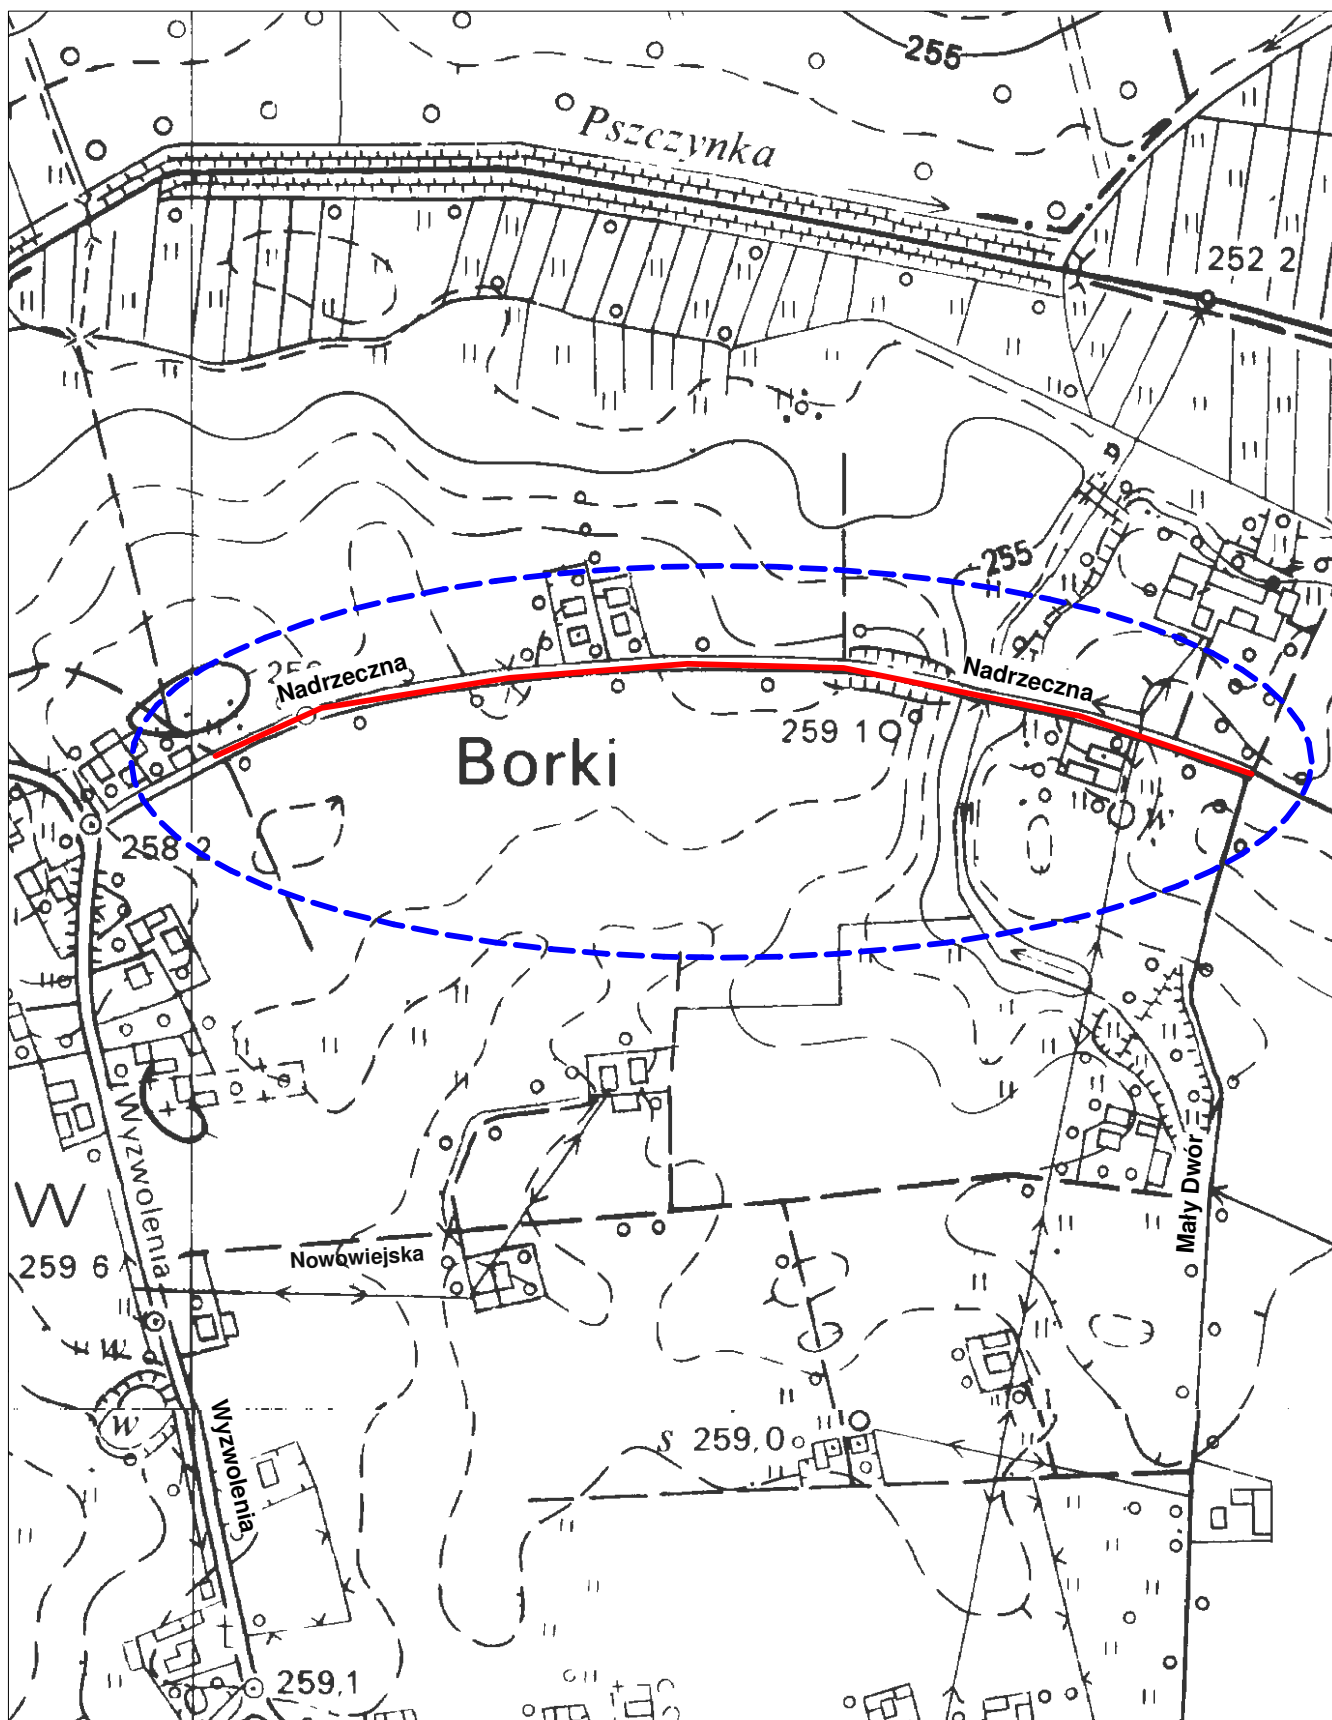 255
Pszczynka
252 2
255
Nadrzeczna
Nadrzeczna
259 1
Borki
258 2
W
Wyzwolenia
W
259 6
Mały Dwór
Nowowiejska
W
w
Wyzwolenia
s 259,0
259,1